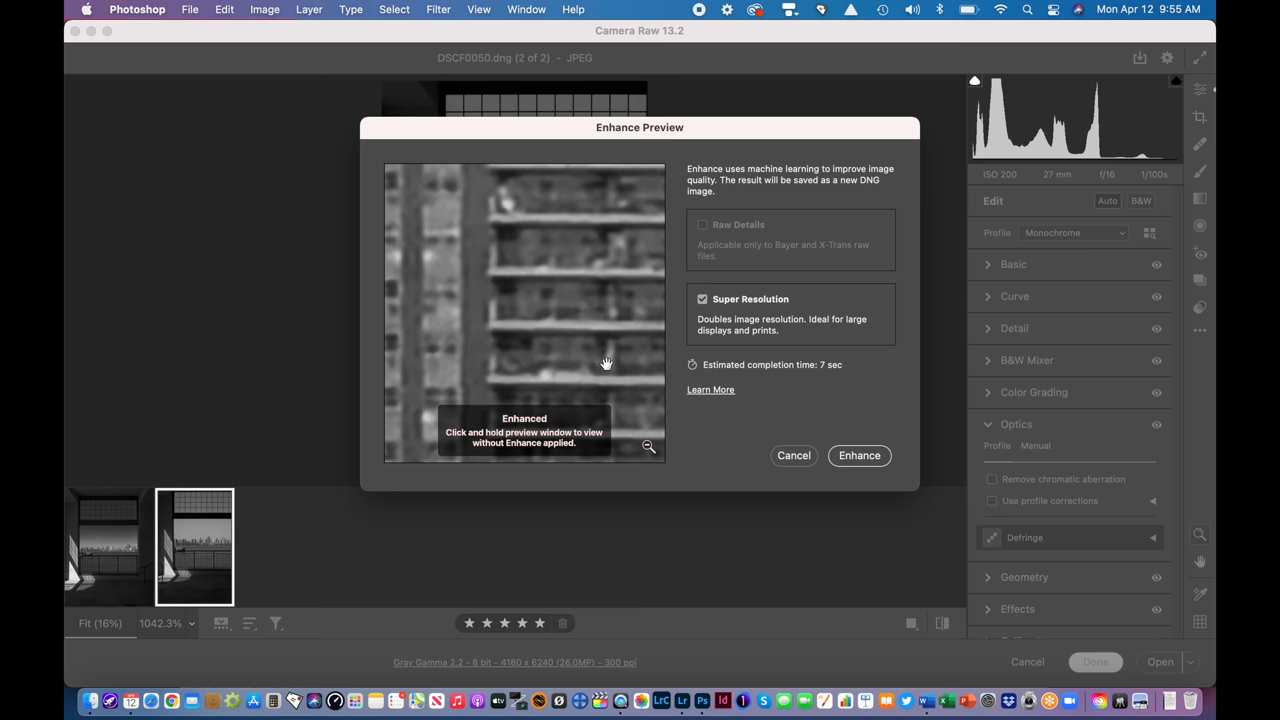 Photoshop File Edit Image Layer Type Select Filter View Window Help Mon Apr 12 9:55 AM
Camera Raw 13.2
DSCF0050.dng (2 of 2) - JPEG
Enhance Preview
Enhance uses machine learning to improve image
quality. The result will be saved as a new DNG
image.
Raw Details
Applicable only to Bayer and X-Trans raw
files.
Super Resolution
Doubles image resolution. Ideal for large
displays and prints.
Estimated completion time: 7 sec
Learn More
Enhanced
Click and hold preview window to view
without Enhance applied.
Cancel Enhance
ISO 200 27 mm f/16 1/100s
Edit Auto B&W
Profile Monochrome
Basic
Curve
Detail
B&W Mixer
Color Grading
Optics
Profile Manual
Remove chromatic aberration
Use profile corrections
Defringe
Geometry
Effects
Fit (16%) 1042.3%
Gray Gamma 2.2 - 8 bit - 4160 x 6240 (26.0MP) - 300 ppi
Cancel Done Open